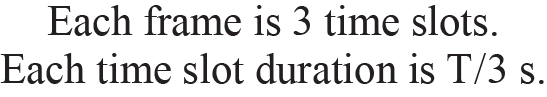 Each frame is 3 time slots.
Each time slot duration is T/3 s.